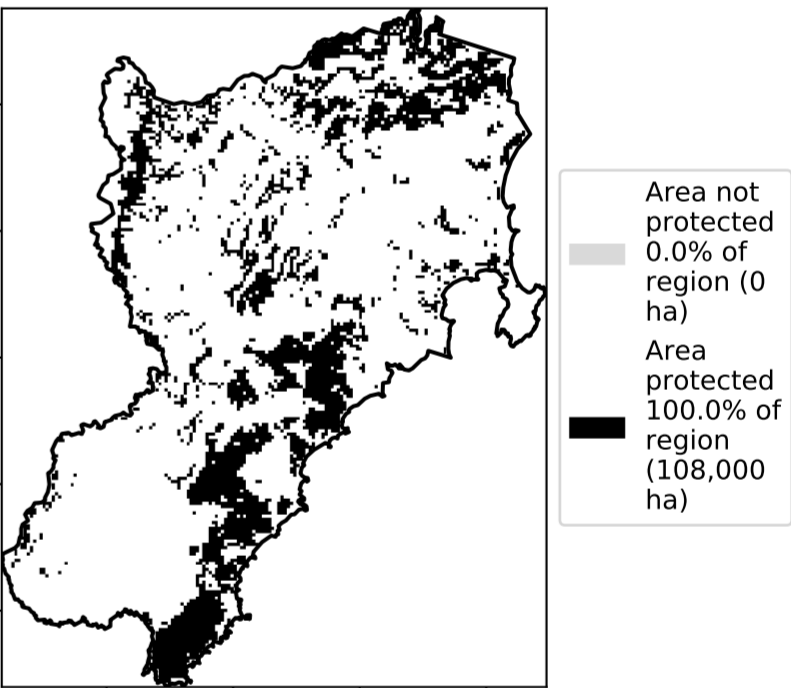 Area not
protected
0.0% of
region (0
ha)
Area
protected
100.0% of
region
(108,000
ha)